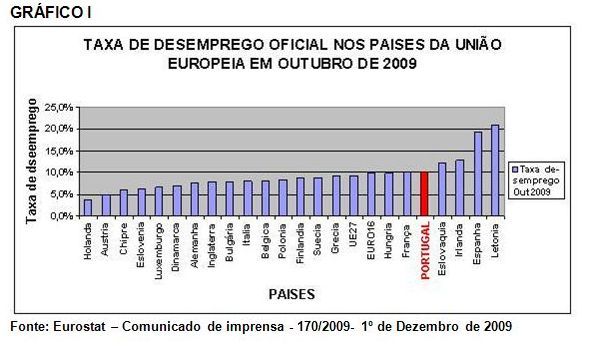 GRÁFICO I
TAXA DE DESEMPREGO OFICIAL NOS PAISES DA UNIÃO
EUROPEIA EM OUTUBRO DE 2009
Taxa de dseemprego
25,0%
20,0%
15,0%
10,0%
5,0%
0,0%
Holanda
Austria
Chipre
Eslovenia
Luxemburgo
Dinamarca
Alemanha
Inglaterra
Bulgária
Italia
Belgica
Polonia
Finlandia
Suecia
Grecia
UE27
EURO16
Hungria
França
PORTUGAL
Eslovaquia
Irlanda
Espanha
Letonia
PAISES
Taxa de-
semprego
Out2009
Fonte: Eurostat – Comunicado de imprensa - 170/2009- 1º de Dezembro de 2009